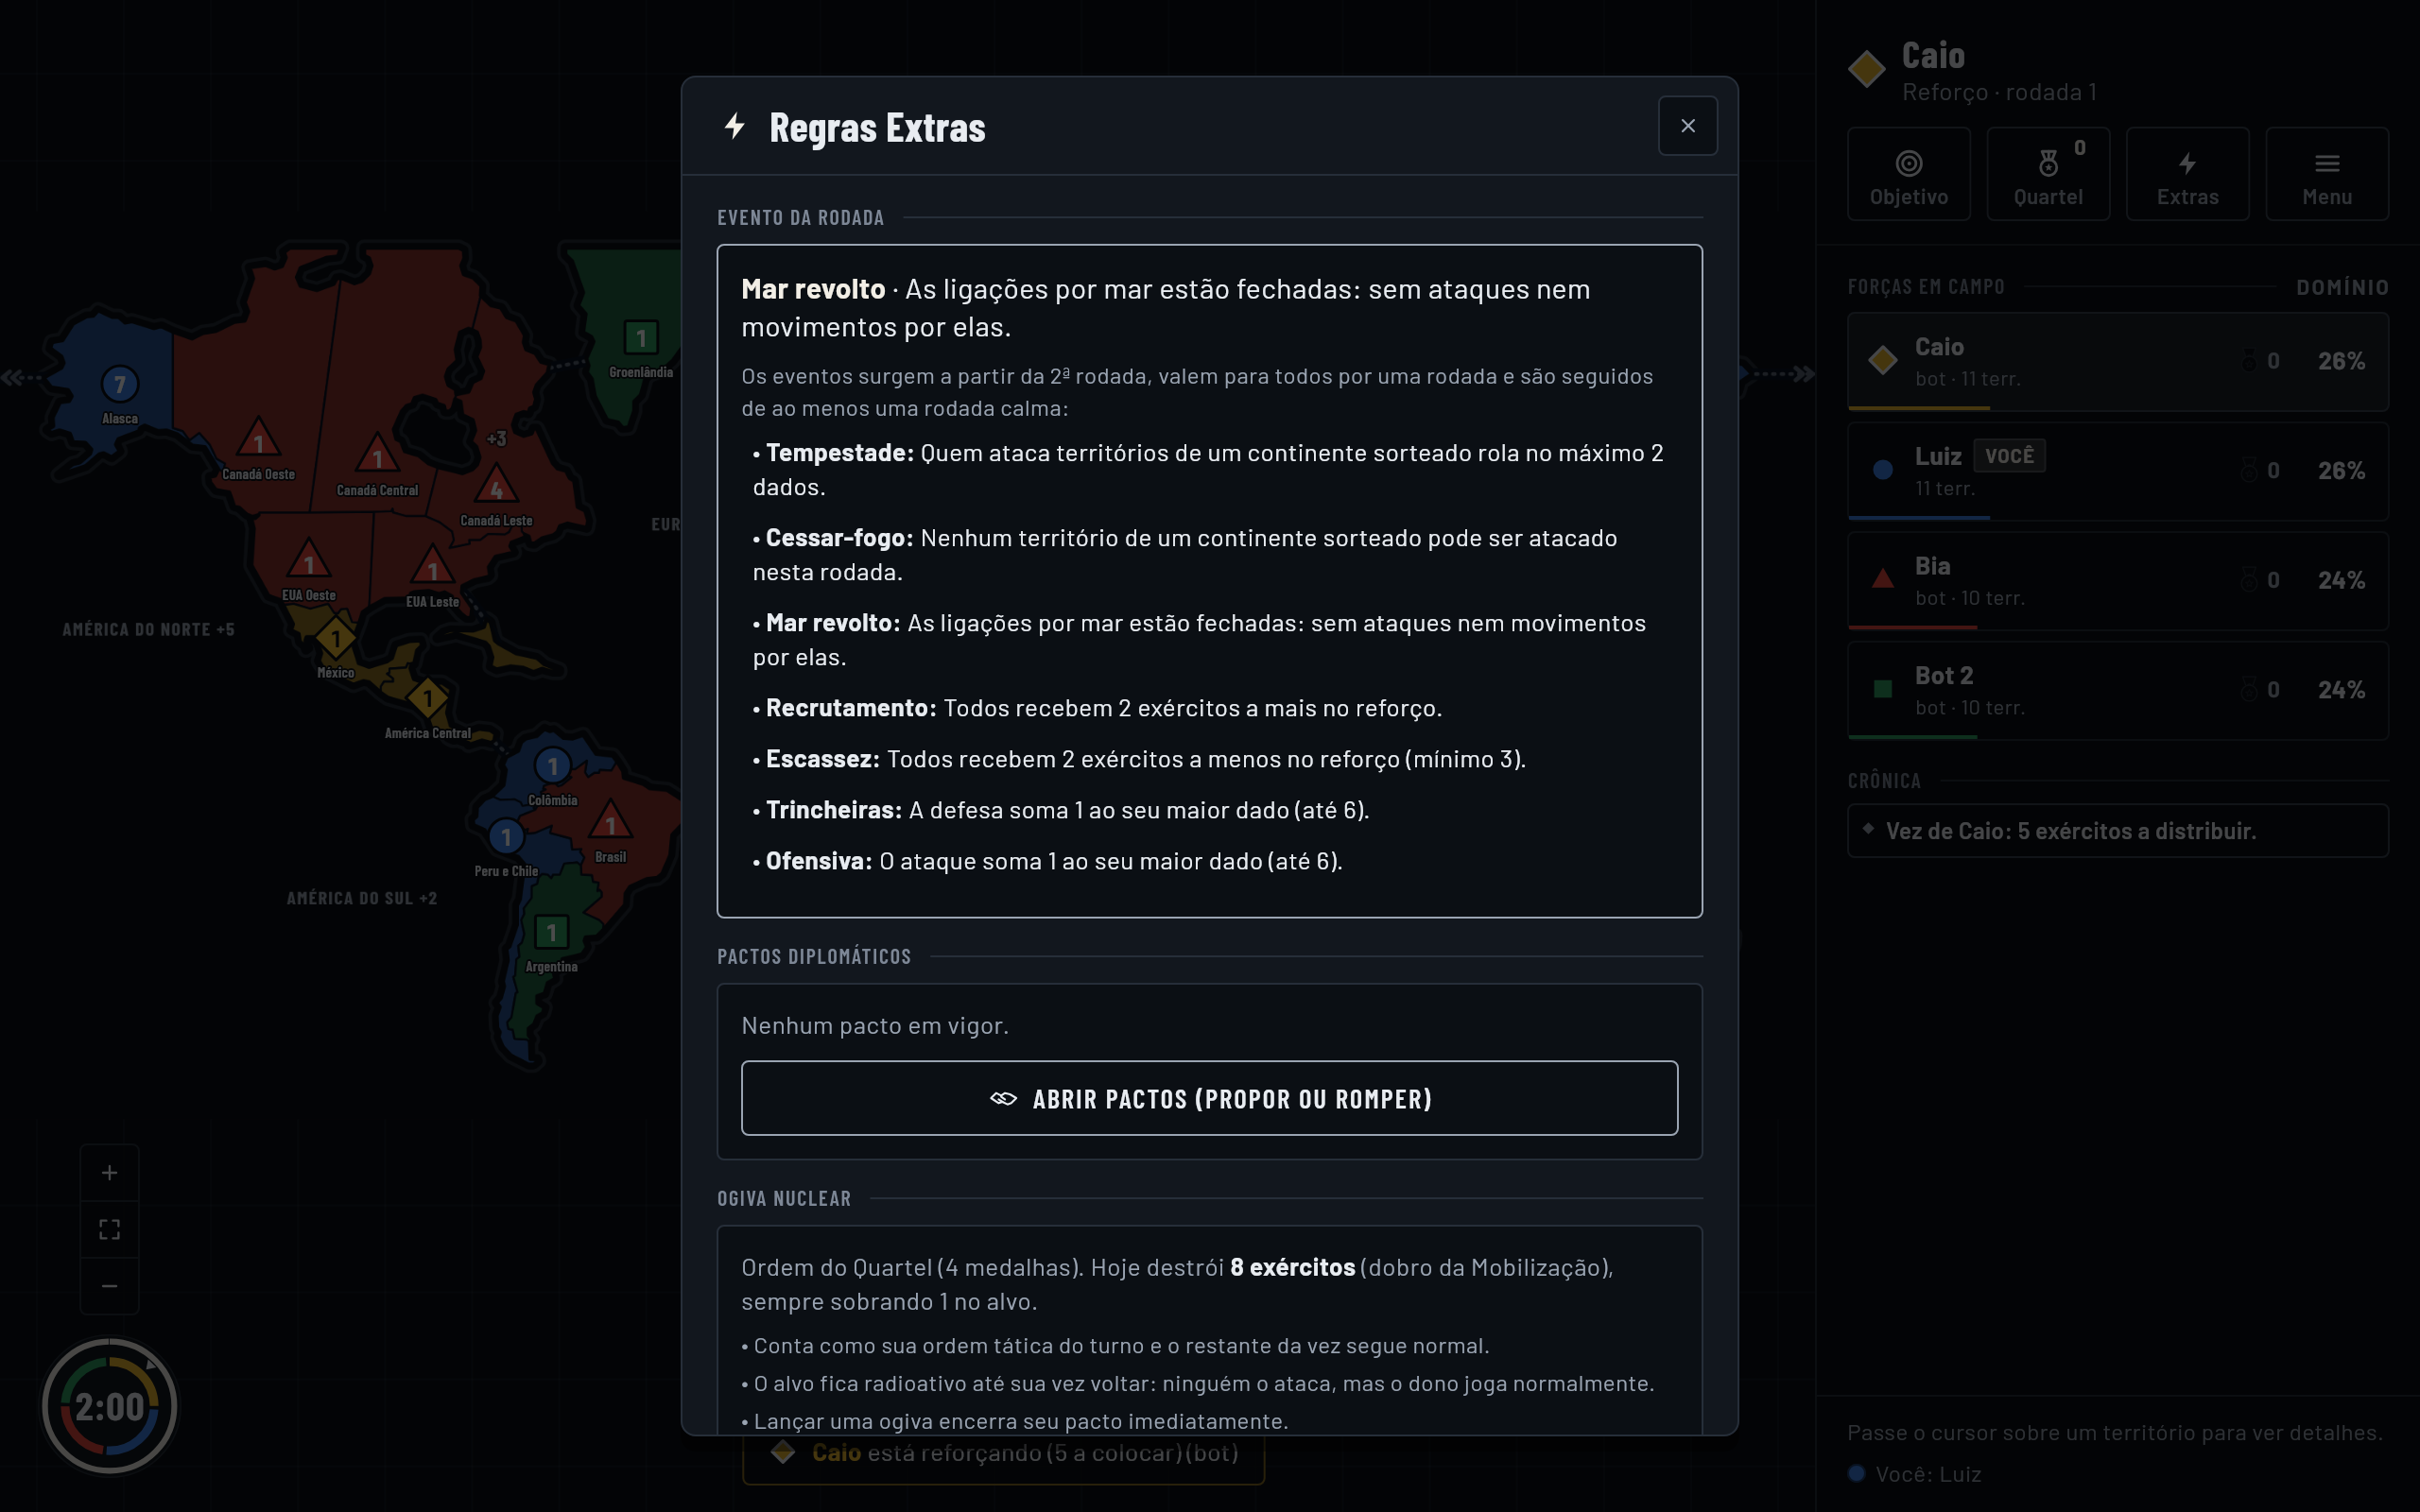 Regras Extras
EVENTO DA RODADA
Mar revolto · As ligações por mar estão fechadas: sem ataques nem
movimentos por elas.
Os eventos surgem a partir da 2ª rodada, valem para todos por uma rodada e são seguidos
de ao menos uma rodada calma:
• Tempestade: Quem ataca territórios de um continente sorteado rola no máximo 2
dados.
• Cessar-fogo: Nenhum território de um continente sorteado pode ser atacado
nesta rodada.
• Mar revolto: As ligações por mar estão fechadas: sem ataques nem movimentos
por elas.
• Recrutamento: Todos recebem 2 exércitos a mais no reforço.
• Escassez: Todos recebem 2 exércitos a menos no reforço (mínimo 3).
• Trincheiras: A defesa soma 1 ao seu maior dado (até 6).
• Ofensiva: O ataque soma 1 ao seu maior dado (até 6).
PACTOS DIPLOMÁTICOS
Nenhum pacto em vigor.
ABRIR PACTOS (PROPOR OU ROMPER)
OGIVA NUCLEAR
Ordem do Quartel (4 medalhas). Hoje destrói 8 exércitos (dobro da Mobilização),
sempre sobrando 1 no alvo.
• Conta como sua ordem tática do turno e o restante da vez segue normal.
• O alvo fica radioativo até sua vez voltar: ninguém o ataca, mas o dono joga normalmente.
• Lançar uma ogiva encerra seu pacto imediatamente.
Caio está reforçando (5 a colocar) (bot)
7
Alasca
1
Canadá Oeste
1
Canadá Central
+3
4
Canadá Leste
1
Groenlândia
1
EUA Oeste
1
EUA Leste
EUR
AMÉRICA DO NORTE +5
1
México
1
América Central
1
Colômbia
1
Peru e Chile
1
Brasil
AMÉRICA DO SUL +2
1
Argentina
+
−
2:00
Caio
Reforço · rodada 1
Objetivo
0
Quartel
Extras
Menu
FORÇAS EM CAMPO
DOMÍNIO
Caio
bot · 11 terr.
0
26%
Luiz VOCÊ
11 terr.
0
26%
Bia
bot · 10 terr.
0
24%
Bot 2
bot · 10 terr.
0
24%
CRÔNICA
Vez de Caio: 5 exércitos a distribuir.
Passe o cursor sobre um território para ver detalhes.
Você: Luiz